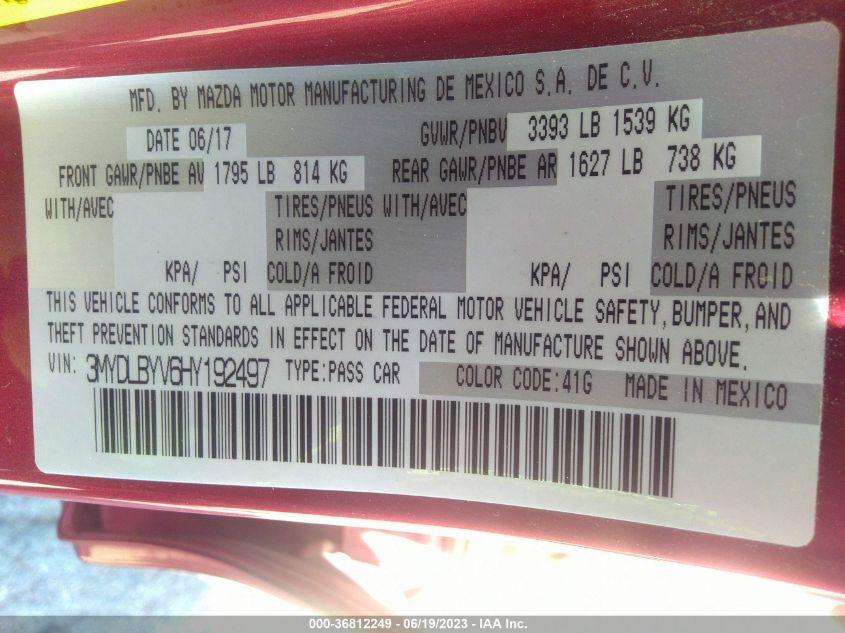 MFD. BY MAZDA MOTOR MANUFACTURING DE MEXICO S.A. DE C.V.
DATE 06/17 GVWR/PNBV 3393 LB 1539 KG
FRONT GAWR/PNBE AV 1795 LB 814 KG REAR GAWR/PNBE AR 1627 LB 738 KG
WITH/AVEC TIRES/PNEUS WITH/AVEC TIRES/PNEUS
RIMS/JANTES RIMS/JANTES
KPA/ PSI COLD/A FROID KPA/ PSI COLD/A FROID
THIS VEHICLE CONFORMS TO ALL APPLICABLE FEDERAL MOTOR VEHICLE SAFETY, BUMPER, AND
THEFT PREVENTION STANDARDS IN EFFECT ON THE DATE OF MANUFACTURE SHOWN ABOVE.
VIN: 3MYDLBYV6HY192497 TYPE:PASS CAR COLOR CODE:41G MADE IN MEXICO
000-36812249 - 06/19/2023 - IAA Inc.